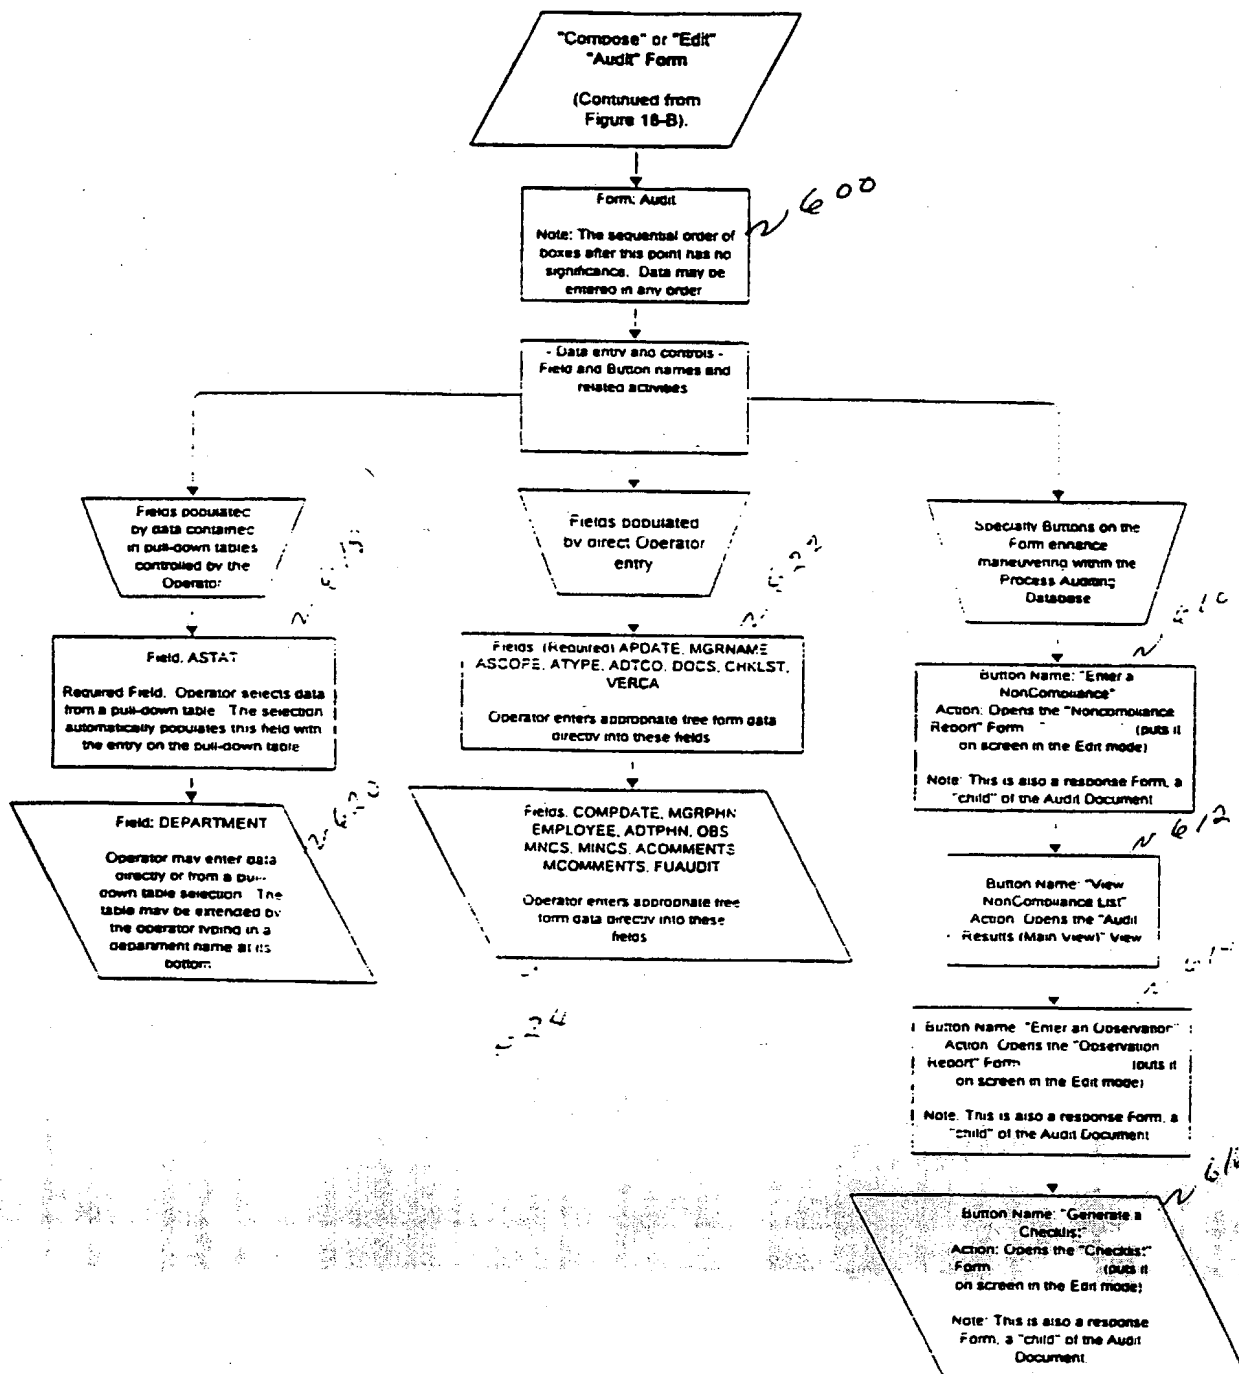 "Compose" or "Edit"
"Audit" Form
(Continued from
Figure 18-B).
600
Form: Audit
Note: The sequential order of
boxes after this point has no
significance. Data may be
entered in any order
- Data entry and controls -
Field and Button names and
related activities
Fields populated
by data contained
in pull-down tables
controlled by the
Operator
Field: ASTAT
Required Field. Operator selects data
from a pull-down table. The selection
automatically populates this field with
the entry on the pull-down table
620
Field: DEPARTMENT
Operator may enter data
directly or from a pull-
down table selection. The
table may be extended by
the operator typing in a
department name at its
bottom
Fields populated
by direct Operator
entry
622
Fields: (Required) APDATE, MGRNAME
ASCOPE, ATYPE, ADTCO, DOCS, CHKLST,
VERCA
Operator enters appropriate free form data
directly into these fields
Fields: COMPDATE, MGRPHN
EMPLOYEE, ADTPHN, OBS
MNCS, MINCS, ACOMMENTS
MCOMMENTS, FUAUDIT
Operator enters appropriate free
form data directly into these
fields
24
Specialty Buttons on the
Form enhance
maneuvering within the
Process Auditing
Database
610
Button Name: "Enter a
NonCompliance"
Action: Opens the "Noncompliance
Report" Form (puts it
on screen in the Edit mode)
Note: This is also a response Form, a
"child" of the Audit Document
612
Button Name: "View
NonCompliance List"
Action: Opens the "Audit
Results (Main View)" View
Button Name: "Enter an Observation"
Action: Opens the "Observation
Report" Form (puts it
on screen in the Edit mode)
Note: This is also a response Form, a
"child" of the Audit Document
Button Name: "Generate a
Checklist"
Action: Opens the "Checklist"
Form (puts it
on screen in the Edit mode)
Note: This is also a response
Form, a "child" of the Audit
Document.